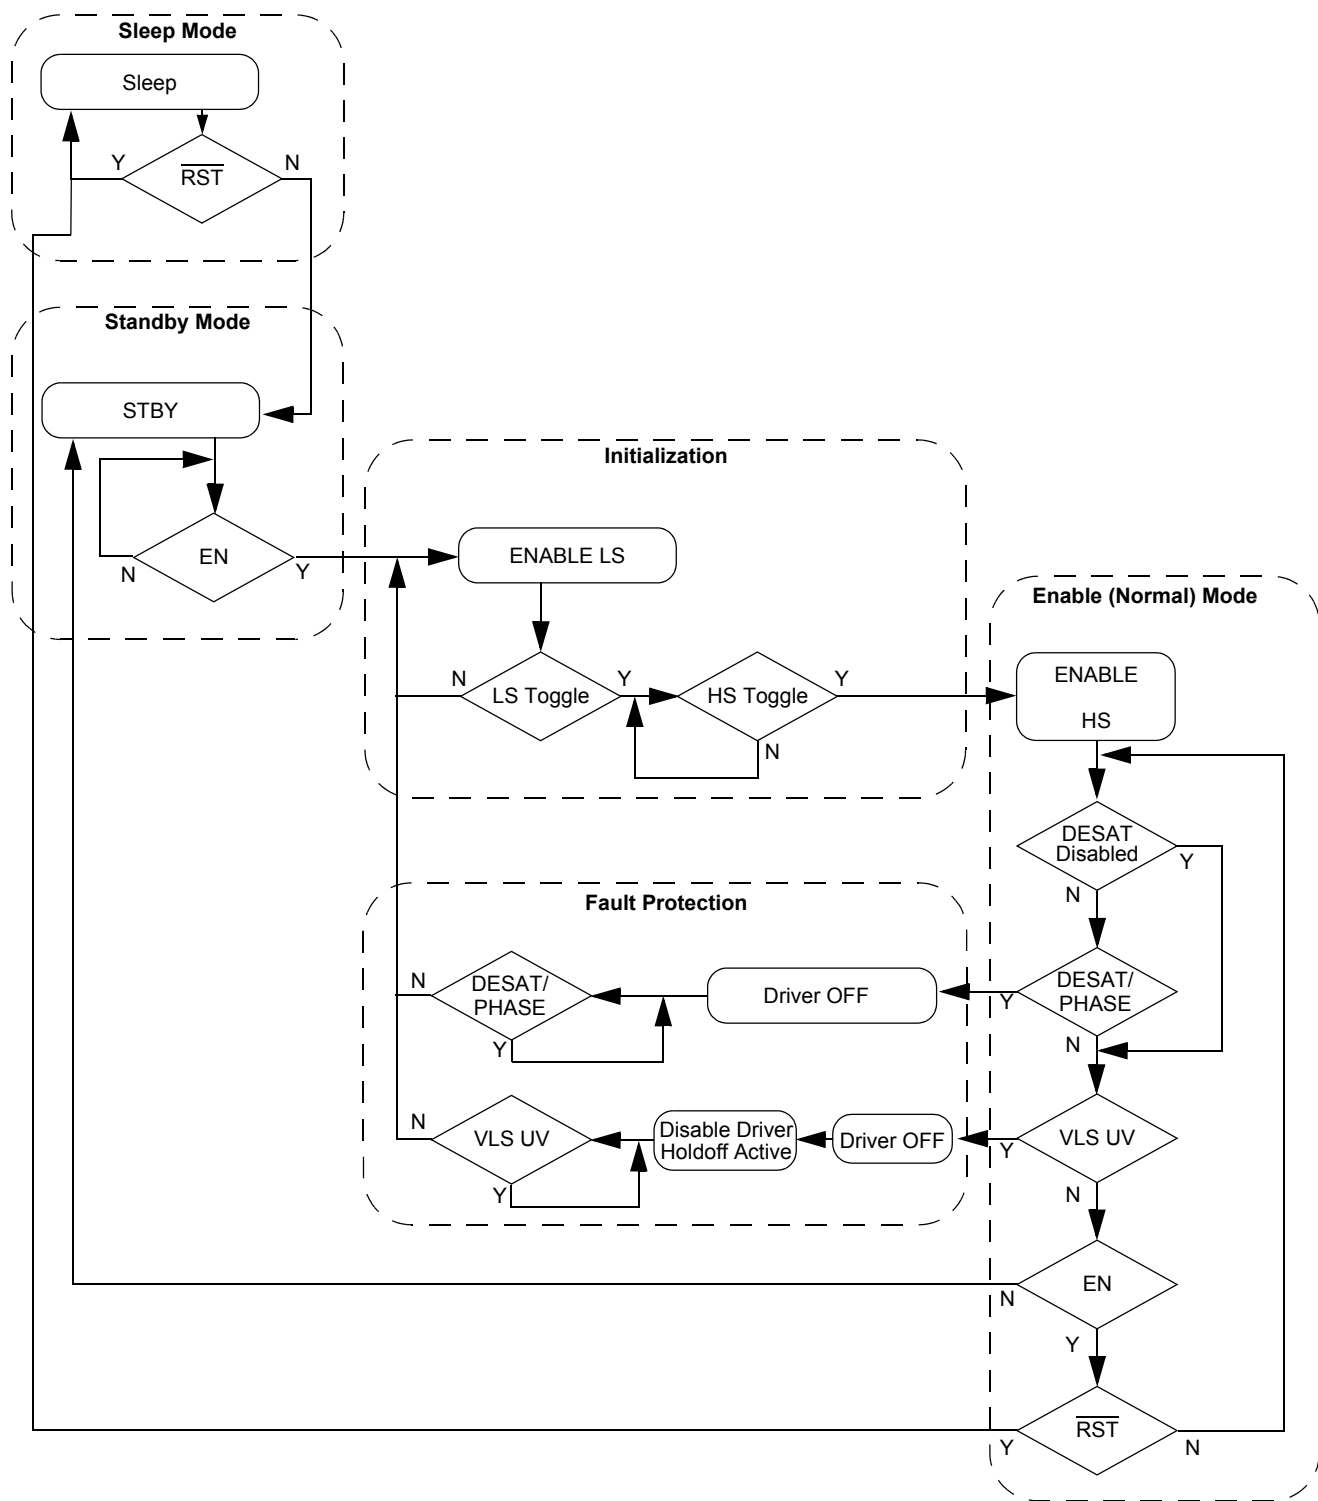 Sleep Mode
Sleep
Y
RST
N
Standby Mode
STBY
N
EN
Y
Initialization
ENABLE LS
N
LS Toggle
Y
HS Toggle
Y
N
Enable (Normal) Mode
ENABLE
HS
DESAT
Disabled
Y
N
DESAT/
PHASE
Y
N
VLS UV
Y
N
EN
N
Y
RST
Y
N
Fault Protection
N
DESAT/
PHASE
Y
Driver OFF
N
VLS UV
Y
Disable Driver
Holdoff Active
Driver OFF